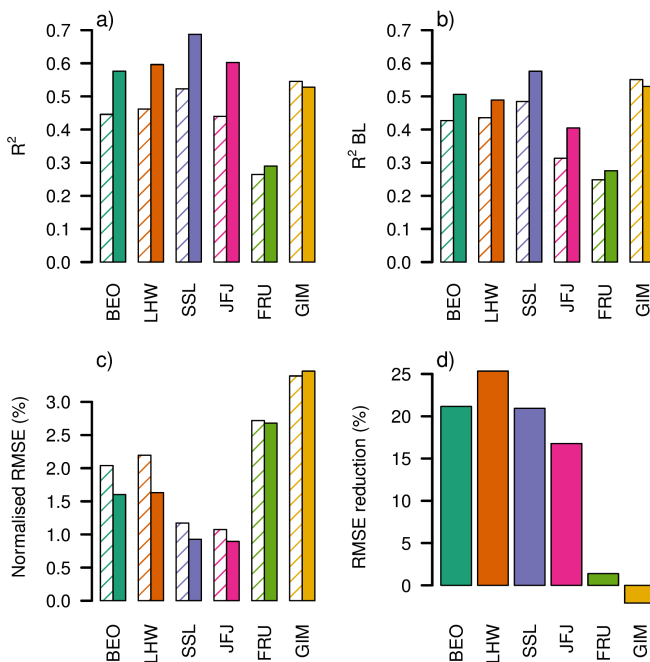 a)
R²
0.7
0.6
0.5
0.4
0.3
0.2
0.1
0.0
BEO
LHW
SSL
JFJ
FRU
GIM
b)
R² BL
0.7
0.6
0.5
0.4
0.3
0.2
0.1
0.0
BEO
LHW
SSL
JFJ
FRU
GIM
c)
Normalised RMSE (%)
3.0
2.5
2.0
1.5
1.0
0.5
0.0
BEO
LHW
SSL
JFJ
FRU
GIM
d)
RMSE reduction (%)
25
20
15
10
5
0
BEO
LHW
SSL
JFJ
FRU
GIM